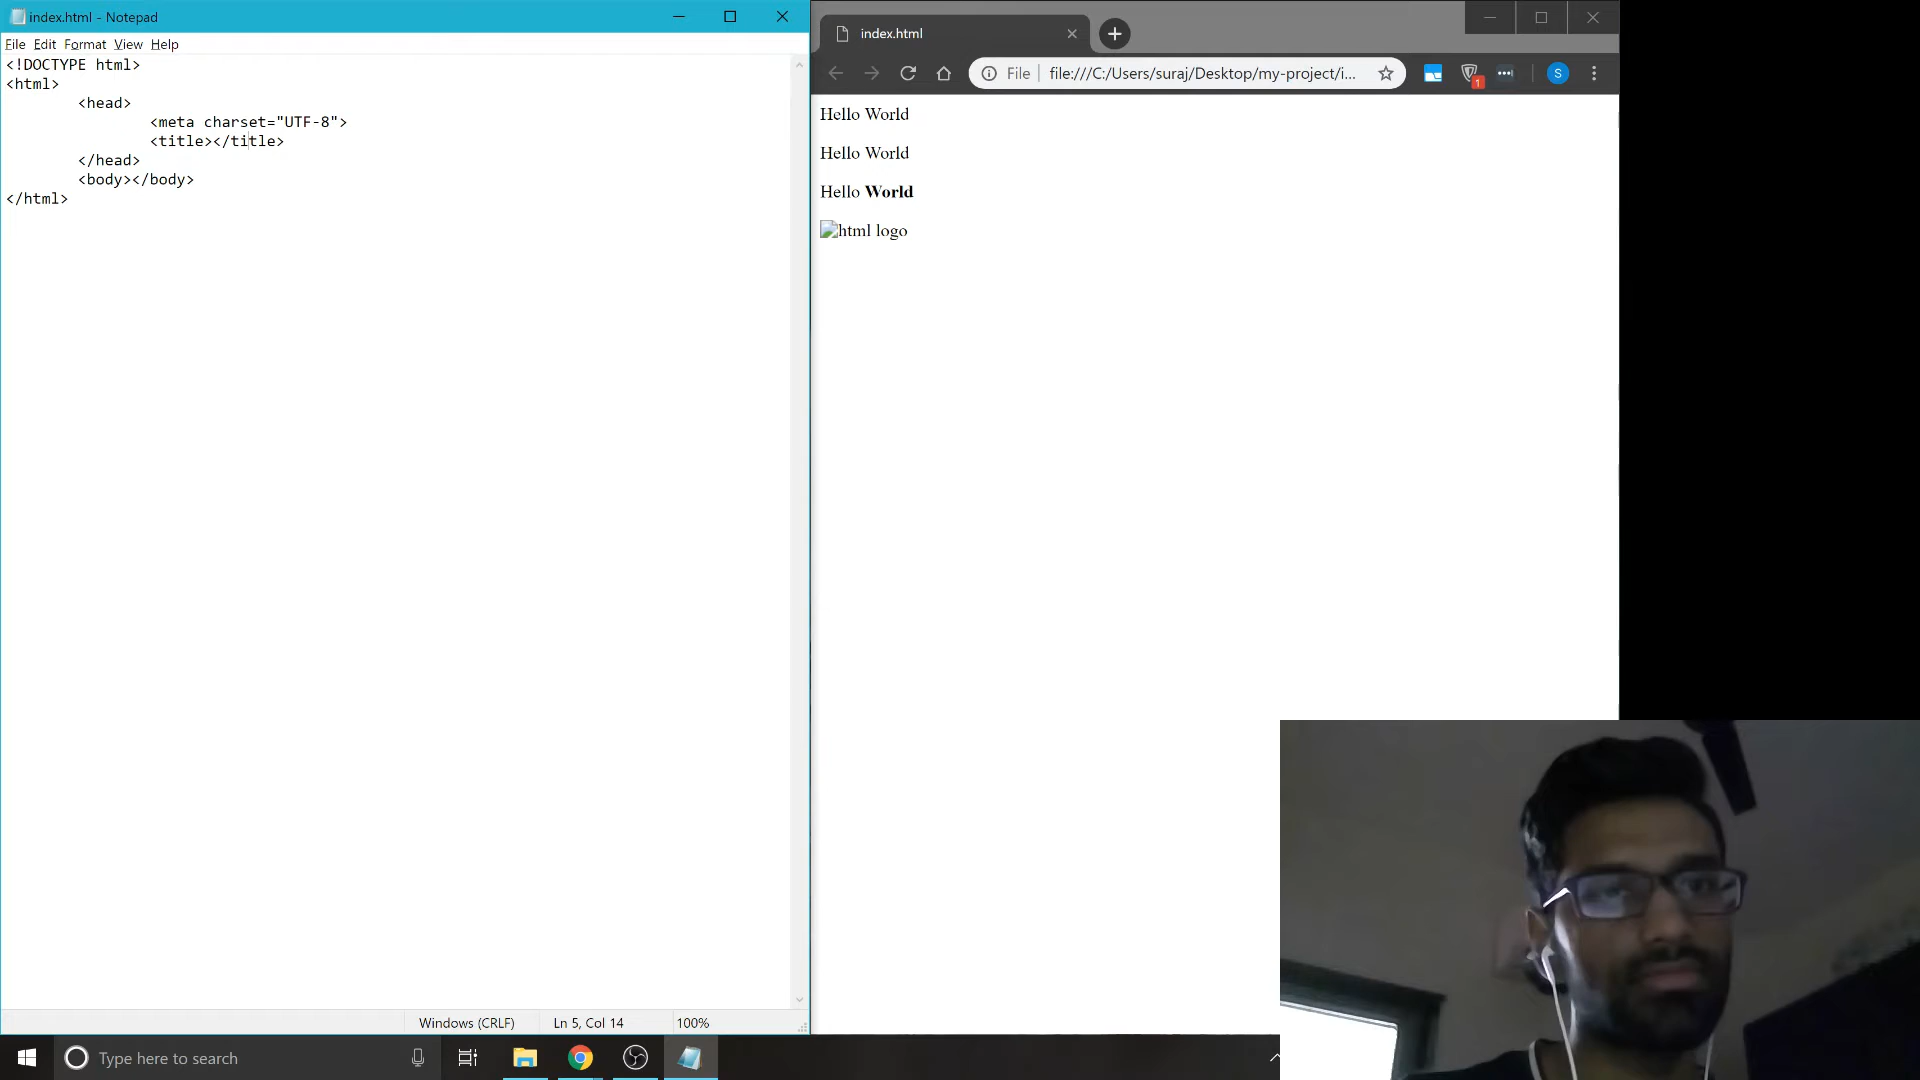 index.html - Notepad
File Edit Format View Help
<!DOCTYPE html>
<html>
<head>
<meta charset="UTF-8">
<title></title>
</head>
<body></body>
</html>
Windows (CRLF)
Ln 5, Col 14
100%
index.html
File
file:///C:/Users/suraj/Desktop/my-project/i...
1
S
Hello World
Hello World
Hello World
html logo
Type here to search